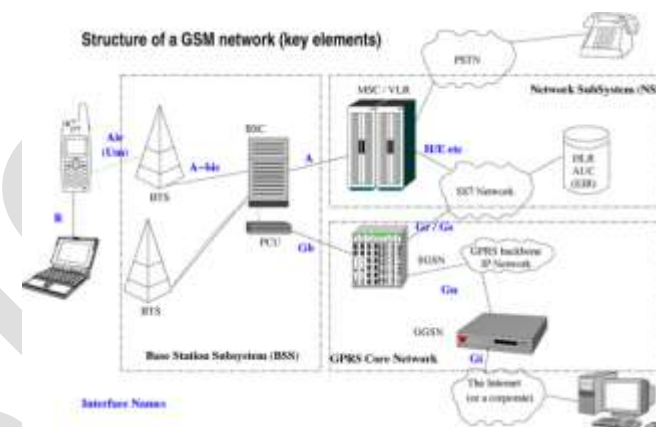 Structure of a GSM network (key elements)
PSTN
MSC / VLR
Network SubSystem (NS
BSC
Air
(Um)
A-bis
A
H/E etc
HLR
AUC
(EIR)
SS7 Network
BTS
R
PCU
Gb
Gr / Gs
SGSN
GPRS backbone
IP Network
Gn
BTS
GGSN
Base Station Subsystem (BSS)
GPRS Core Network
Gi
The Internet
(or a corporate)
Interface Names